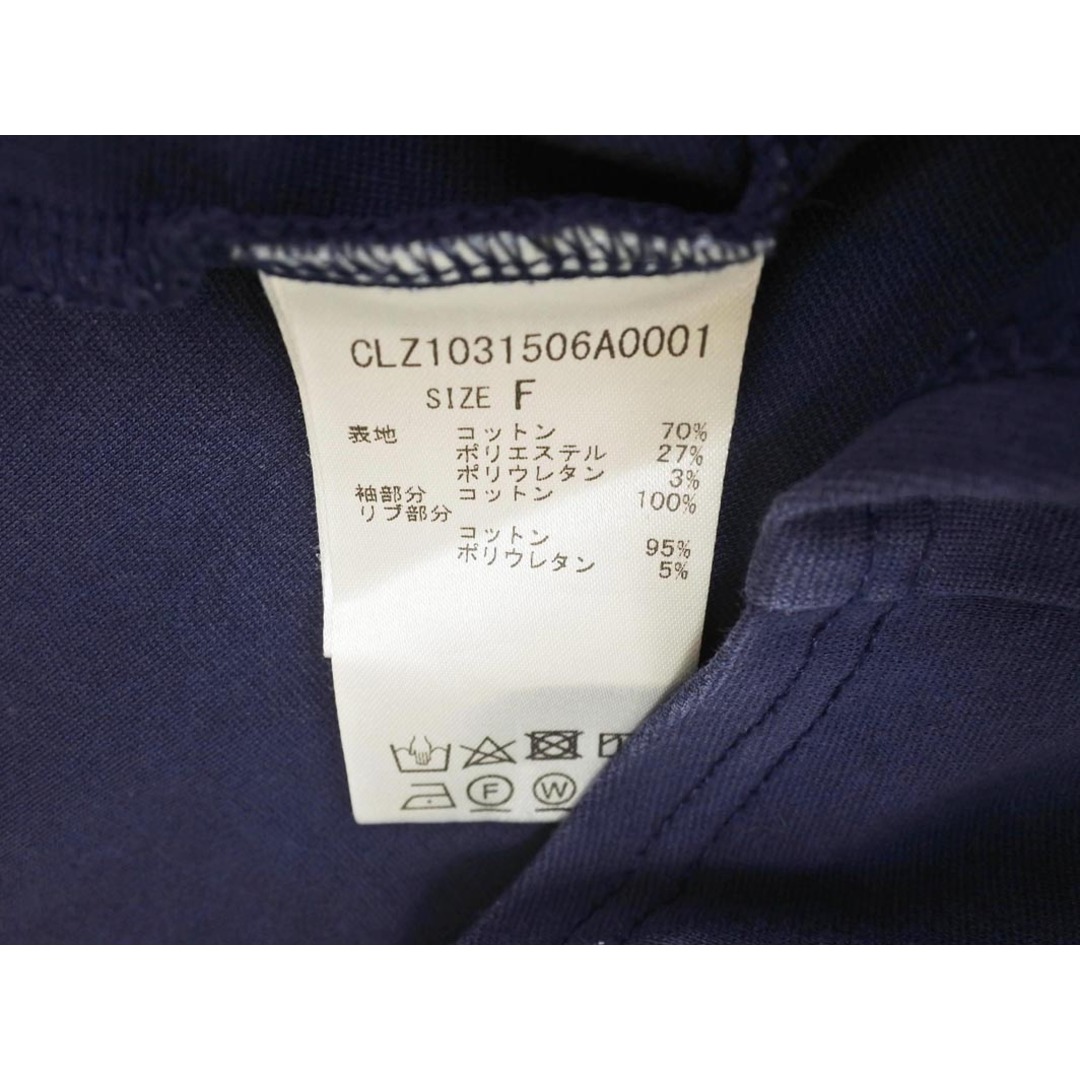 CLZ1031506A0001
SIZE F
表地 コットン 70%
ポリエステル 27%
ポリウレタン 3%
袖部分 コットン 100%
リブ部分
コットン 95%
ポリウレタン 5%
F W